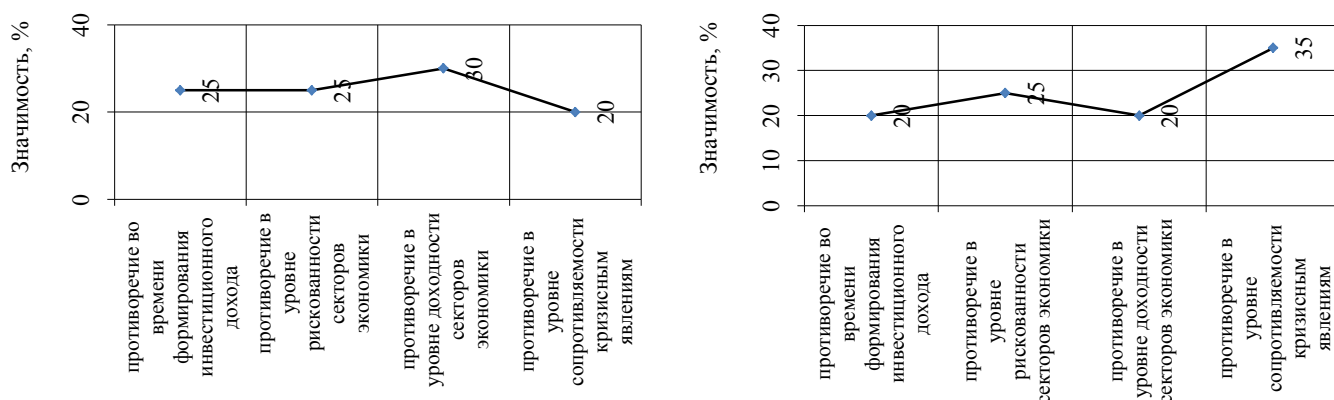 Значимость, %
40
20
0
25
25
30
20
противоречие во
времени
формирования
инвестиционного
дохода
противоречие в
уровне
рискованности
секторов
экономики
противоречие в
уровне доходности
секторов
экономики
противоречие в
уровне
сопротивляемости
кризисным
явлениям
Значимость, %
40
30
20
10
0
20
25
20
35
противоречие во
времени
формирования
инвестиционного
дохода
противоречие в
уровне
рискованности
секторов экономики
противоречие в
уровне доходности
секторов экономики
противоречие в
уровне
сопротивляемости
кризисным
явлениям